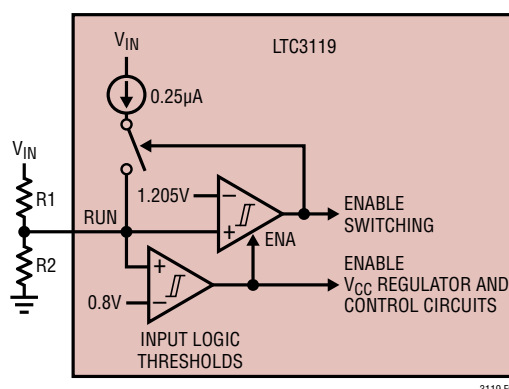 LTC3119
VIN
0.25µA
VIN
R1
1.205V
–
+
ENABLE
SWITCHING
RUN
ENA
R2
+
–
0.8V
ENABLE
VCC REGULATOR AND
CONTROL CIRCUITS
INPUT LOGIC
THRESHOLDS